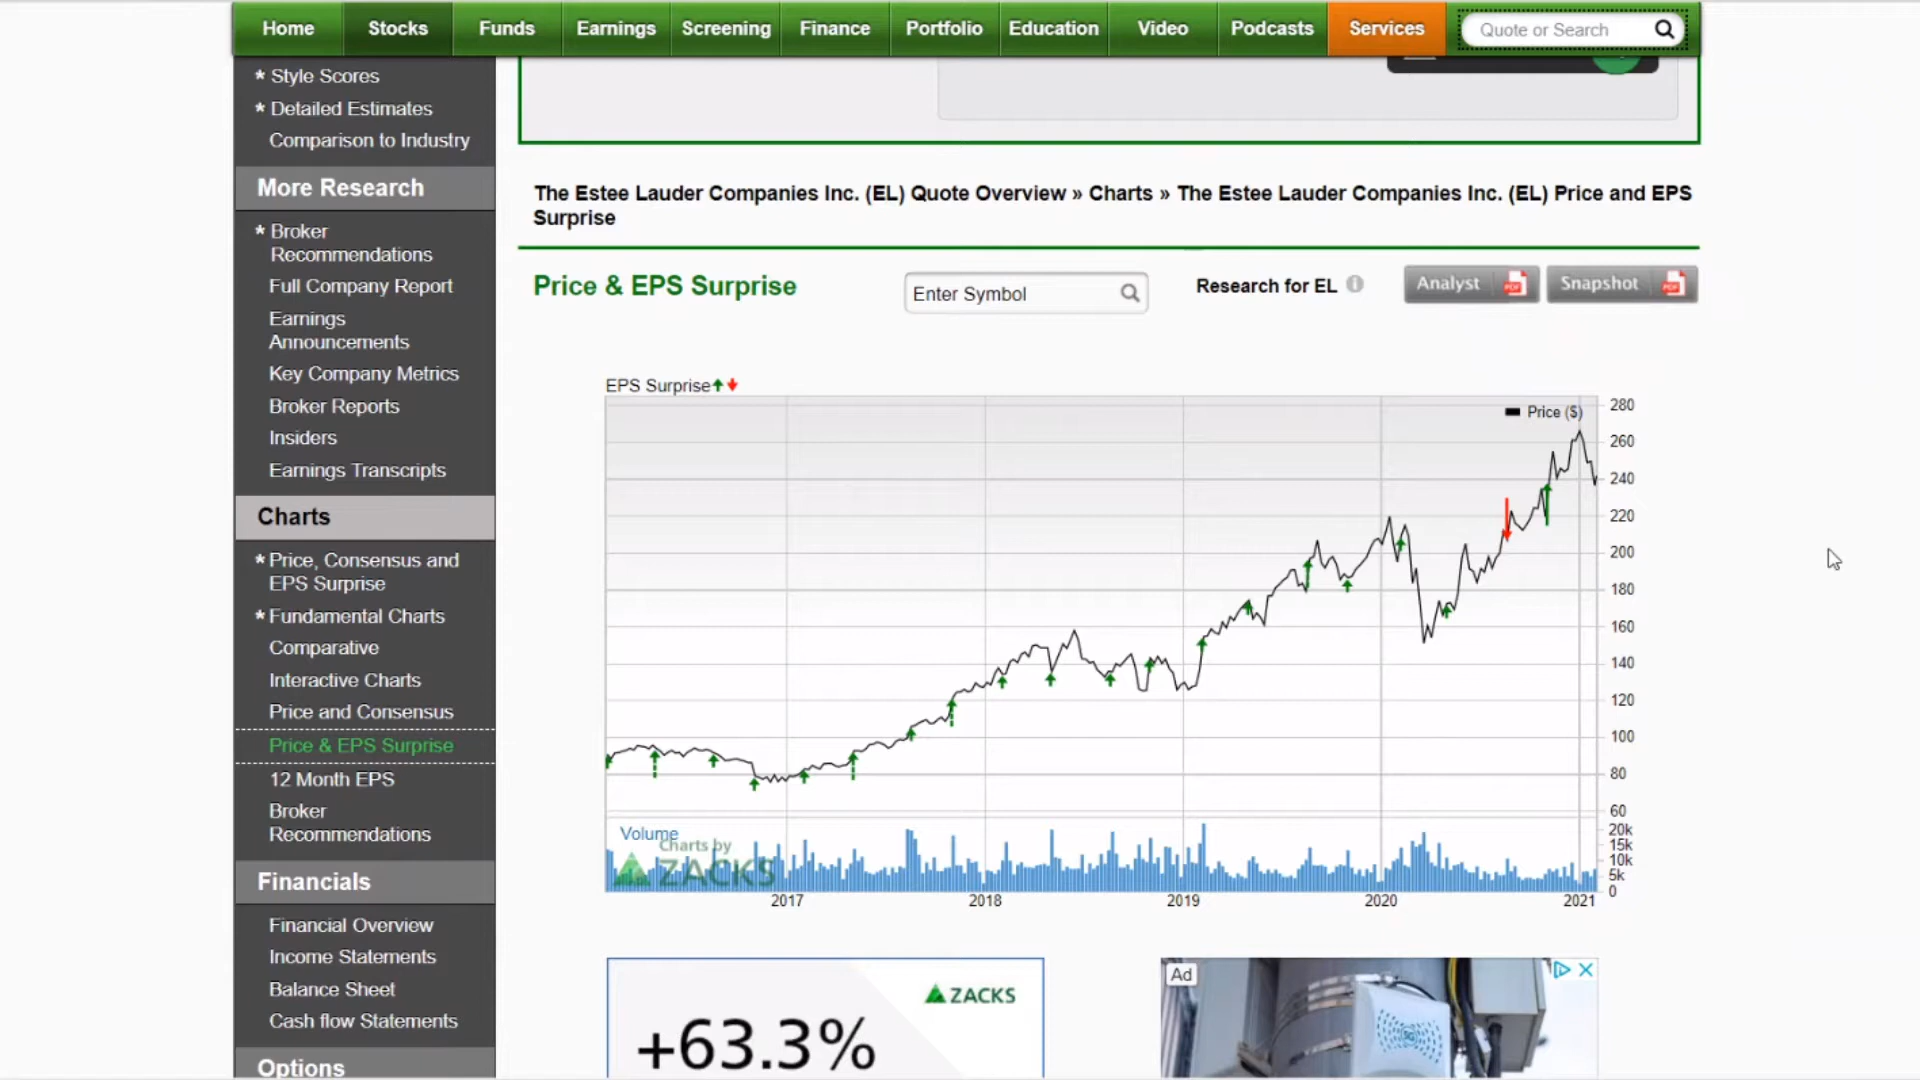 Home Stocks Funds Earnings Screening Finance Portfolio Education Video Podcasts Services Quote or Search
* Style Scores
* Detailed Estimates
Comparison to Industry
More Research
* Broker
Recommendations
Full Company Report
Earnings
Announcements
Key Company Metrics
Broker Reports
Insiders
Earnings Transcripts
Charts
* Price, Consensus and
EPS Surprise
* Fundamental Charts
Comparative
Interactive Charts
Price and Consensus
Price & EPS Surprise
12 Month EPS
Broker
Recommendations
Financials
Financial Overview
Income Statements
Balance Sheet
Cash flow Statements
Options
The Estee Lauder Companies Inc. (EL) Quote Overview » Charts » The Estee Lauder Companies Inc. (EL) Price and EPS
Surprise
Price & EPS Surprise
Enter Symbol
Research for EL
Analyst
Snapshot
EPS Surprise
Price ($)
280
260
240
220
200
180
160
140
120
100
80
60
Volume
Charts by
ZACKS
20k
15k
10k
5k
0
2017 2018 2019 2020 2021
ZACKS
+63.3%
Ad
5G